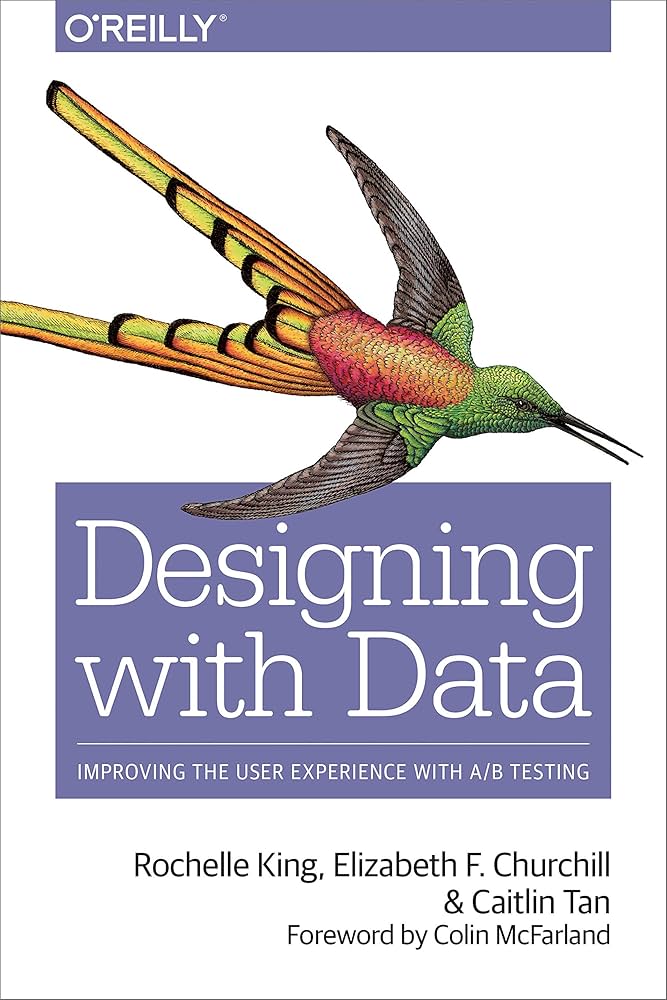 O'REILLY®
Designing
with Data
IMPROVING THE USER EXPERIENCE WITH A/B TESTING
Rochelle King, Elizabeth F. Churchill
& Caitlin Tan
Foreword by Colin McFarland